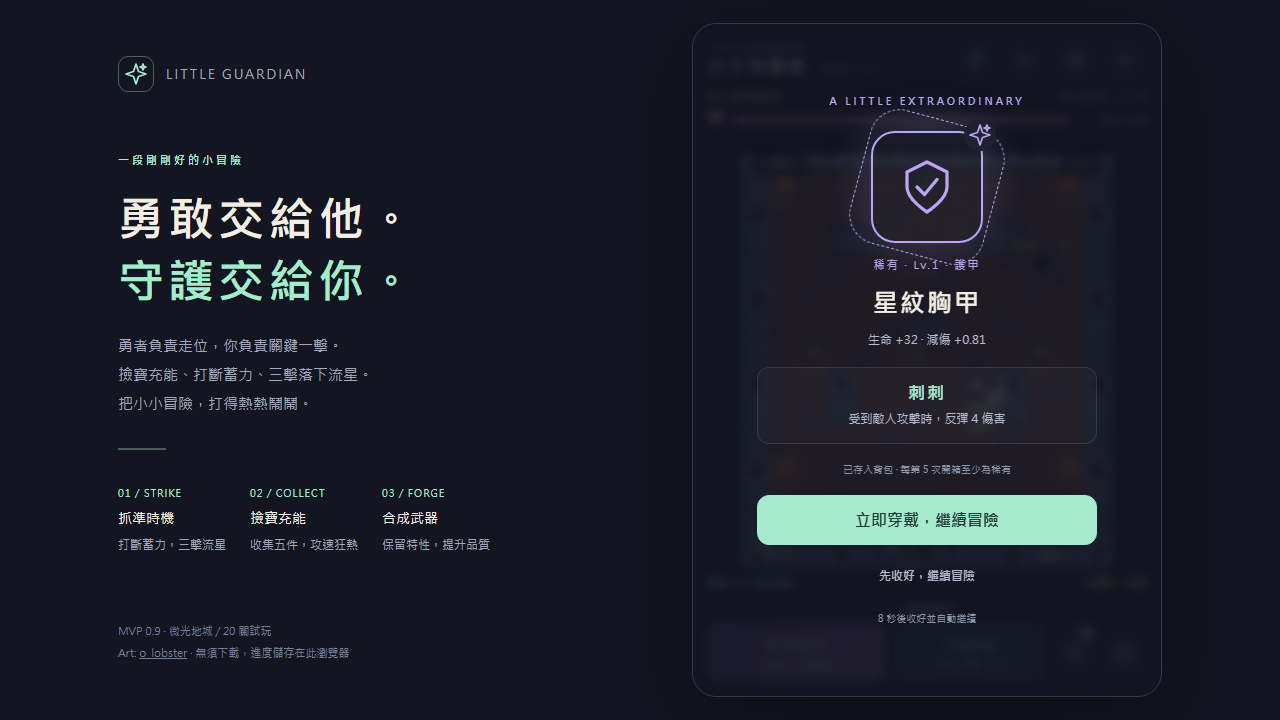 LITTLE GUARDIAN
一段剛剛好的小冒險
勇敢交給他。
守護交給你。
勇者負責走位，你負責關鍵一擊。
撿寶充能、打斷蓄力、三擊落下流星。
把小小冒險，打得熱熱鬧鬧。
01 / STRIKE
抓準時機
打斷蓄力，三擊流星
02 / COLLECT
撿寶充能
收集五件，攻速狂熱
03 / FORGE
合成武器
保留特性，提升品質
MVP 0.9 · 微光地城 / 20 關試玩
Art: o_lobster · 無須下載，進度儲存在此瀏覽器
A LITTLE EXTRAORDINARY
稀有 · Lv.1 · 護甲
星紋胸甲
生命 +32 · 減傷 +0.81
刺刺
受到敵人攻擊時，反彈 4 傷害
已存入背包 · 每第 5 次開箱至少為稀有
立即穿戴，繼續冒險
先收好，繼續冒險
8 秒後收好並自動繼續